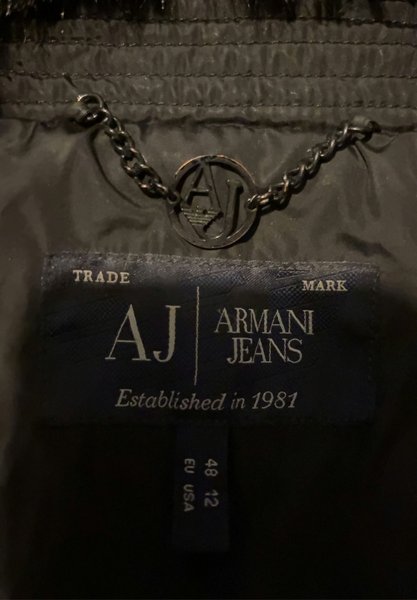 AJ
TRADE MARK
AJ ARMANI
JEANS
Established in 1981
48 12
EU USA